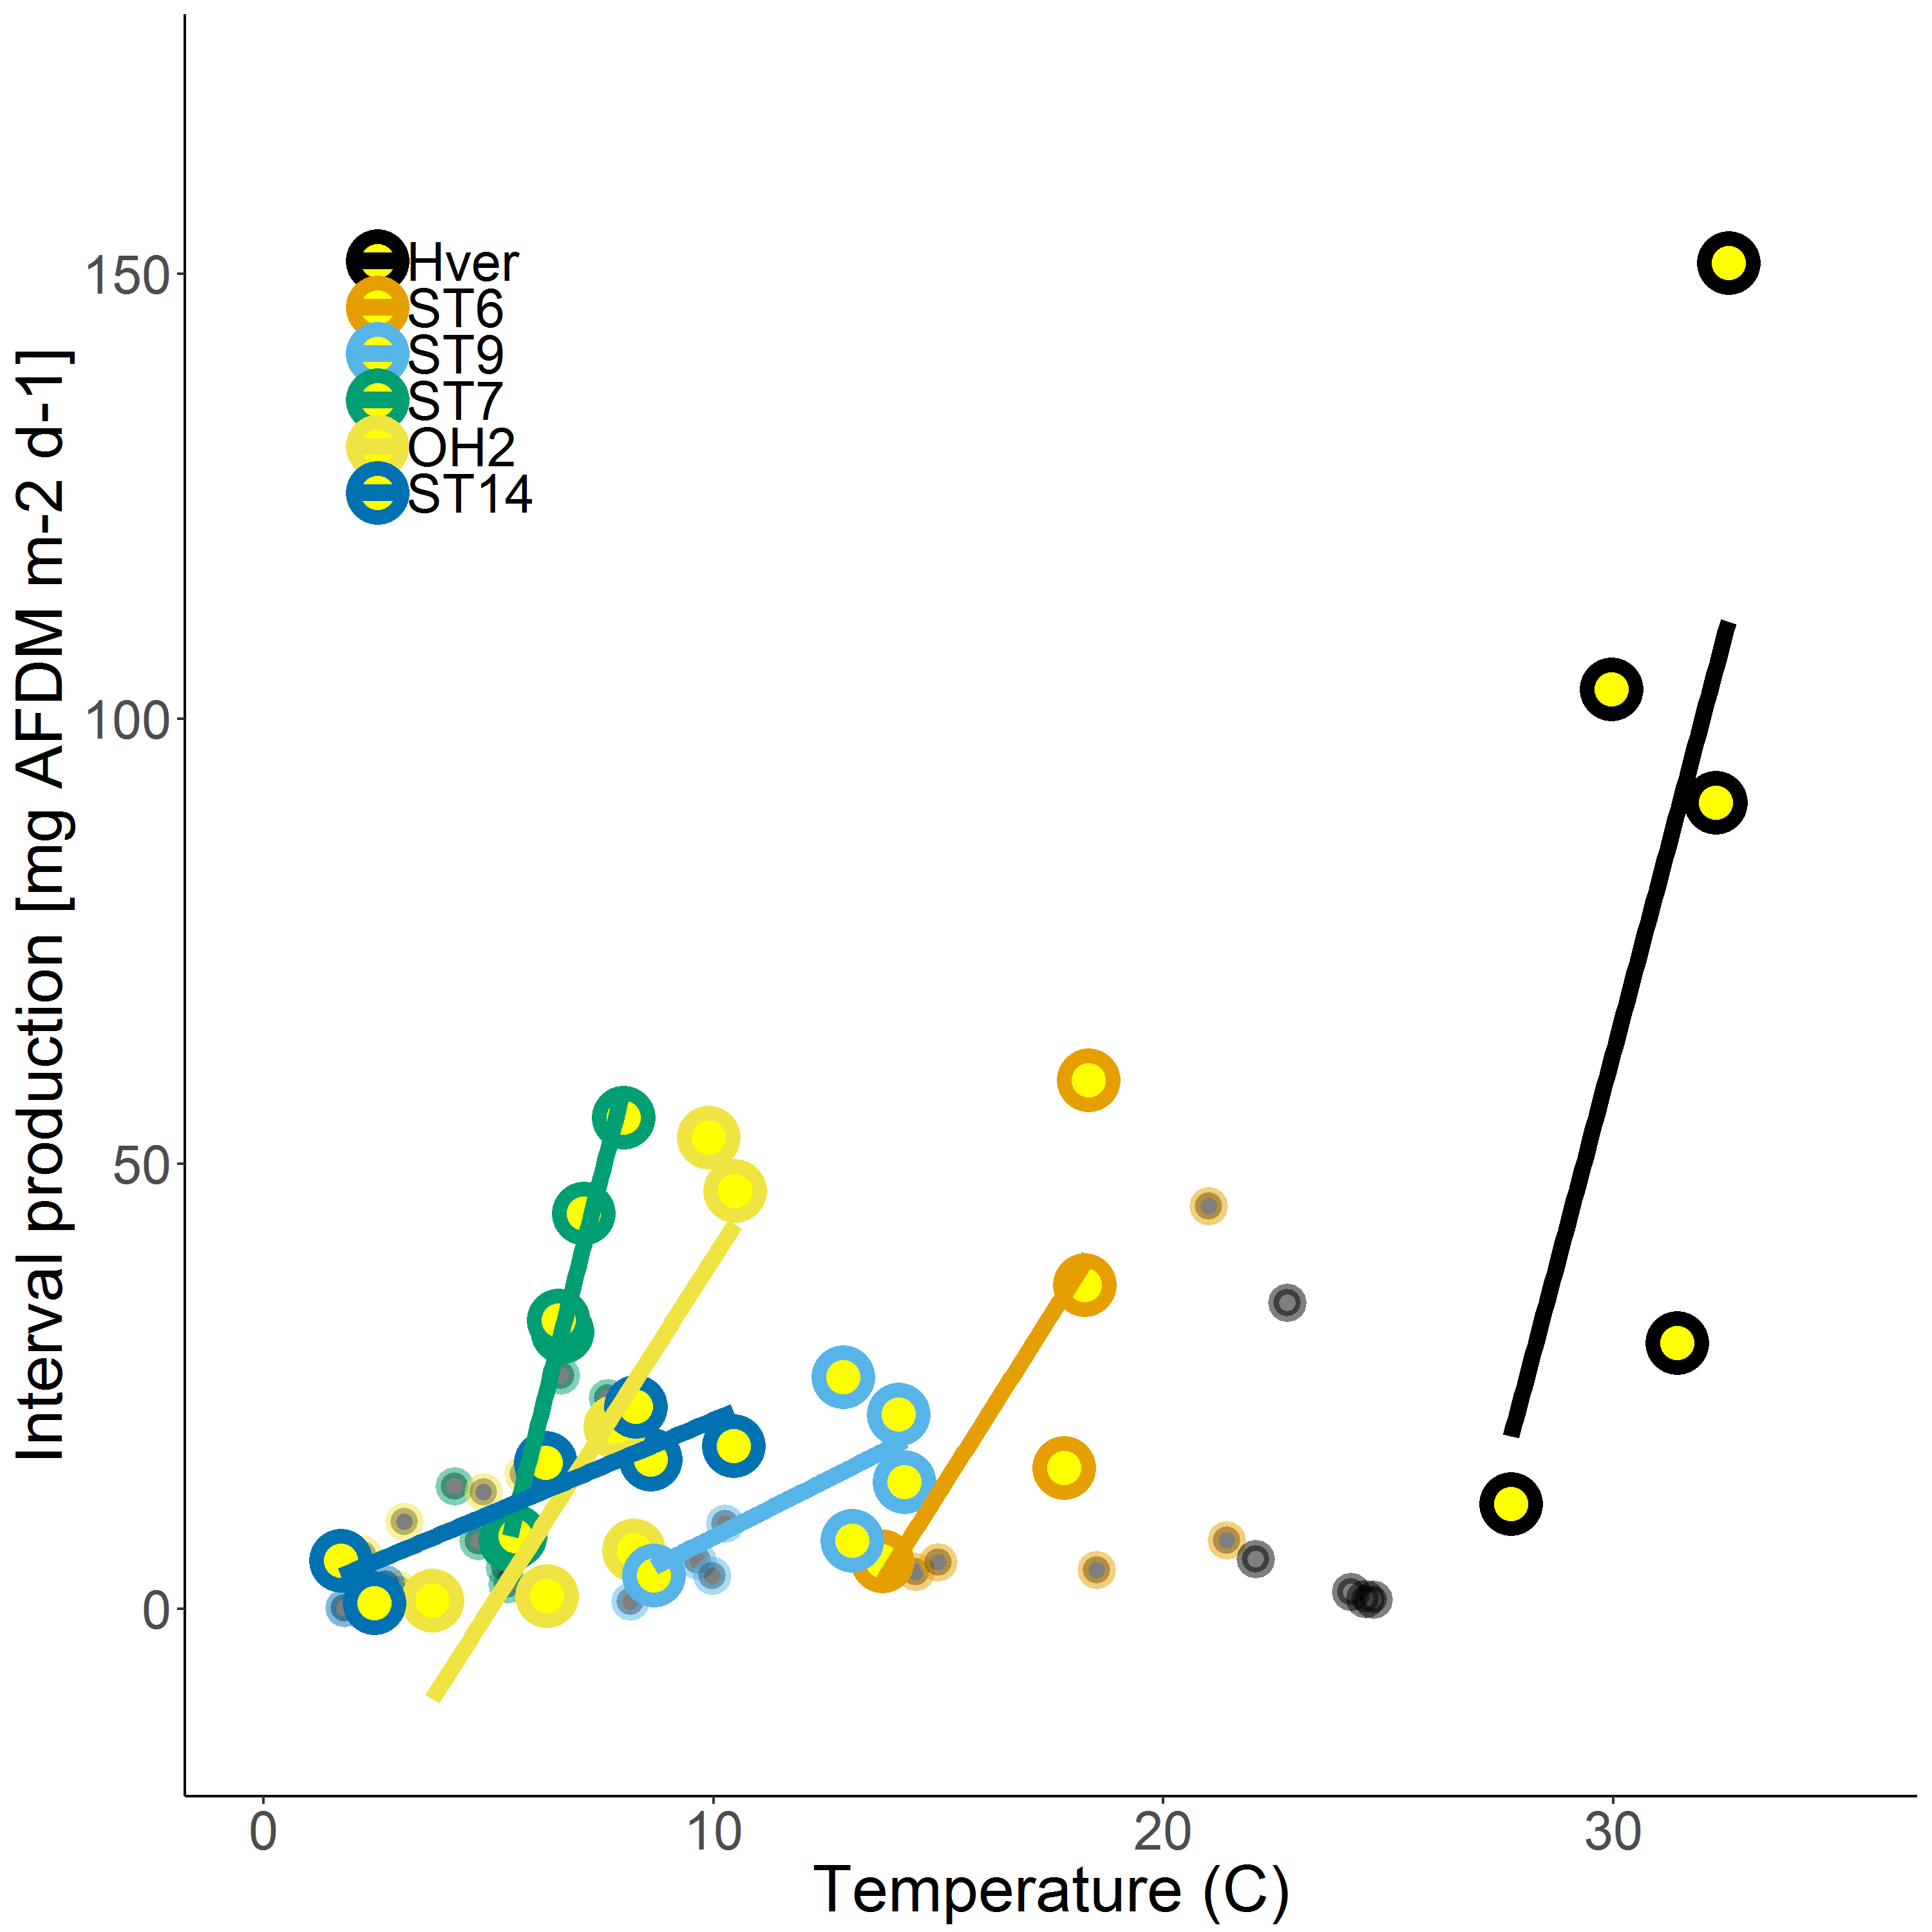 Interval production [mg AFDM m-2 d-1]
150
100
50
0
Hver
ST6
ST9
ST7
OH2
ST14
0 10 20 30
Temperature (C)